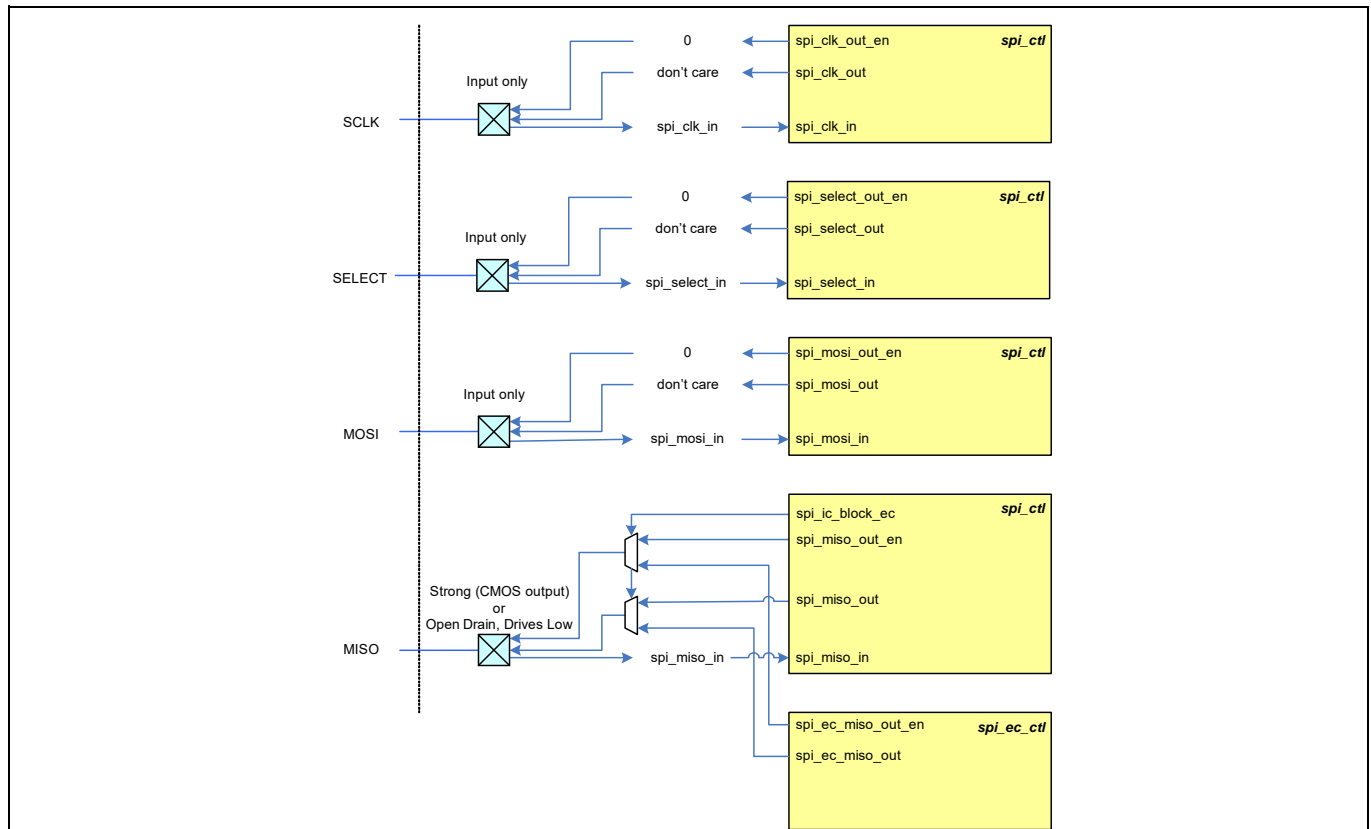 0
spi_clk_out_en
spi_ctl
don't care
spi_clk_out
Input only
SCLK
spi_clk_in
spi_clk_in
0
spi_select_out_en
spi_ctl
don't care
spi_select_out
Input only
SELECT
spi_select_in
spi_select_in
0
spi_mosi_out_en
spi_ctl
don't care
spi_mosi_out
Input only
MOSI
spi_mosi_in
spi_mosi_in
spi_ic_block_ec
spi_ctl
spi_miso_out_en
Strong (CMOS output)
or
Open Drain, Drives Low
spi_miso_out
MISO
spi_miso_in
spi_miso_in
spi_ec_miso_out_en
spi_ec_ctl
spi_ec_miso_out